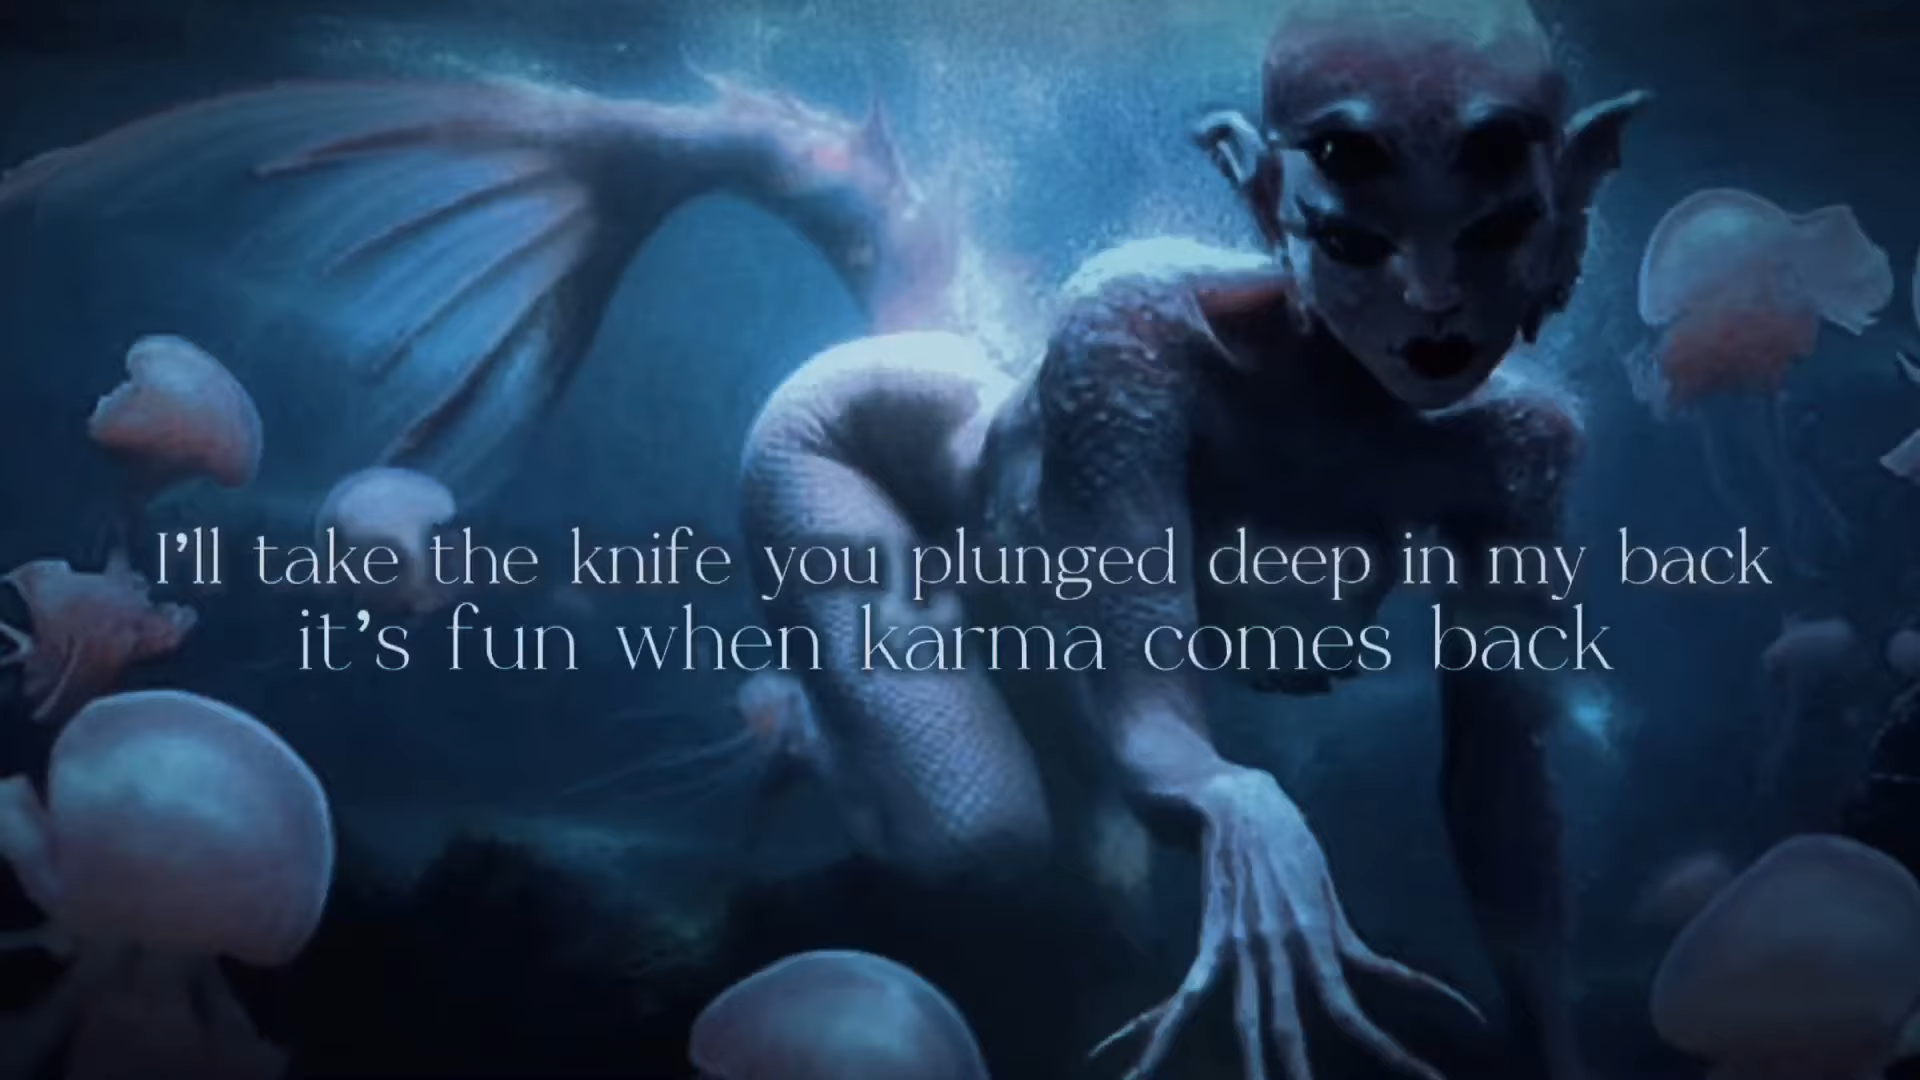 I'll take the knife you plunged deep in my back
it's fun when karma comes back